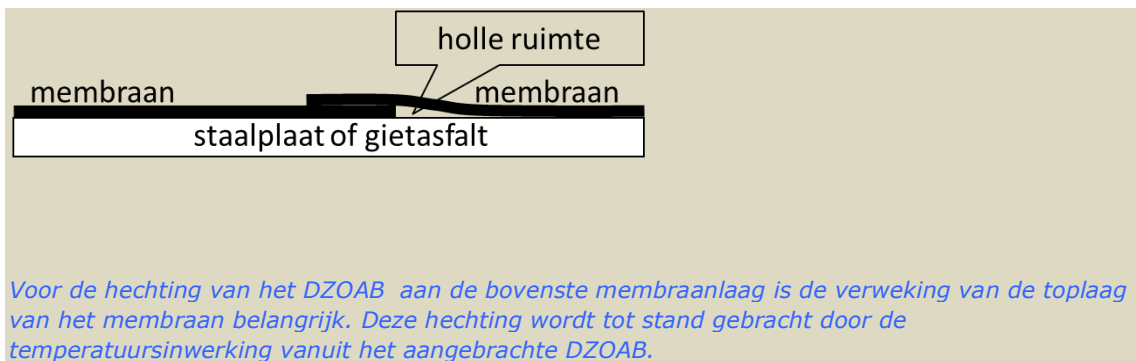 holle ruimte
membraan membraan
staalplaat of gietasfalt
Voor de hechting van het DZOAB aan de bovenste membraanlaag is de verweking van de toplaag
van het membraan belangrijk. Deze hechting wordt tot stand gebracht door de
temperatuursinwerking vanuit het aangebrachte DZOAB.